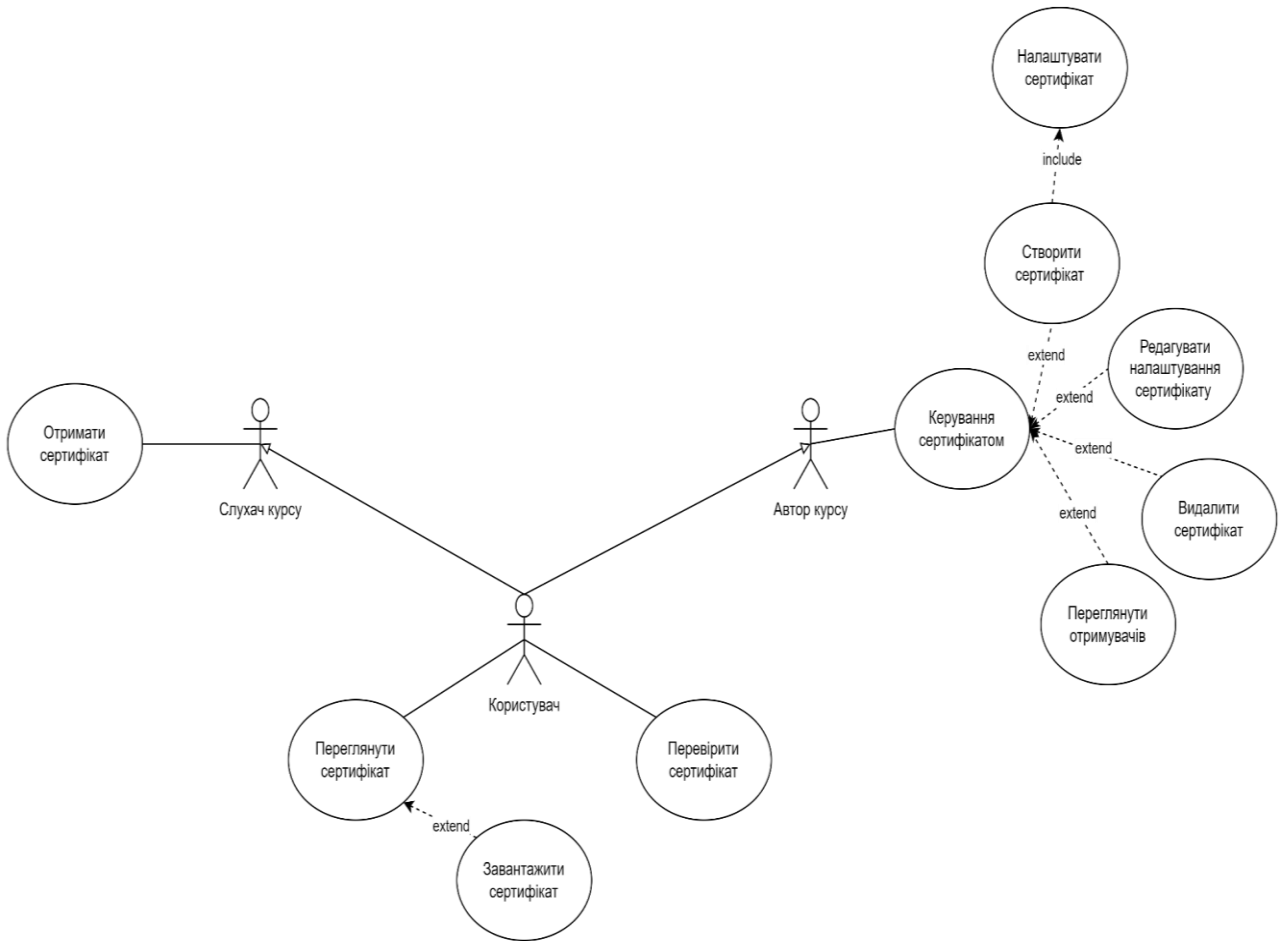 Налаштувати
сертифікат
include
Створити
сертифікат
extend
Редагувати
налаштування
сертифікату
extend
Отримати
сертифікат
Слухач курсу
Автор курсу
Керування
сертифікатом
extend
Видалити
сертифікат
extend
Переглянути
отримувачів
Користувач
Переглянути
сертифікат
Перевірити
сертифікат
extend
Завантажити
сертифікат